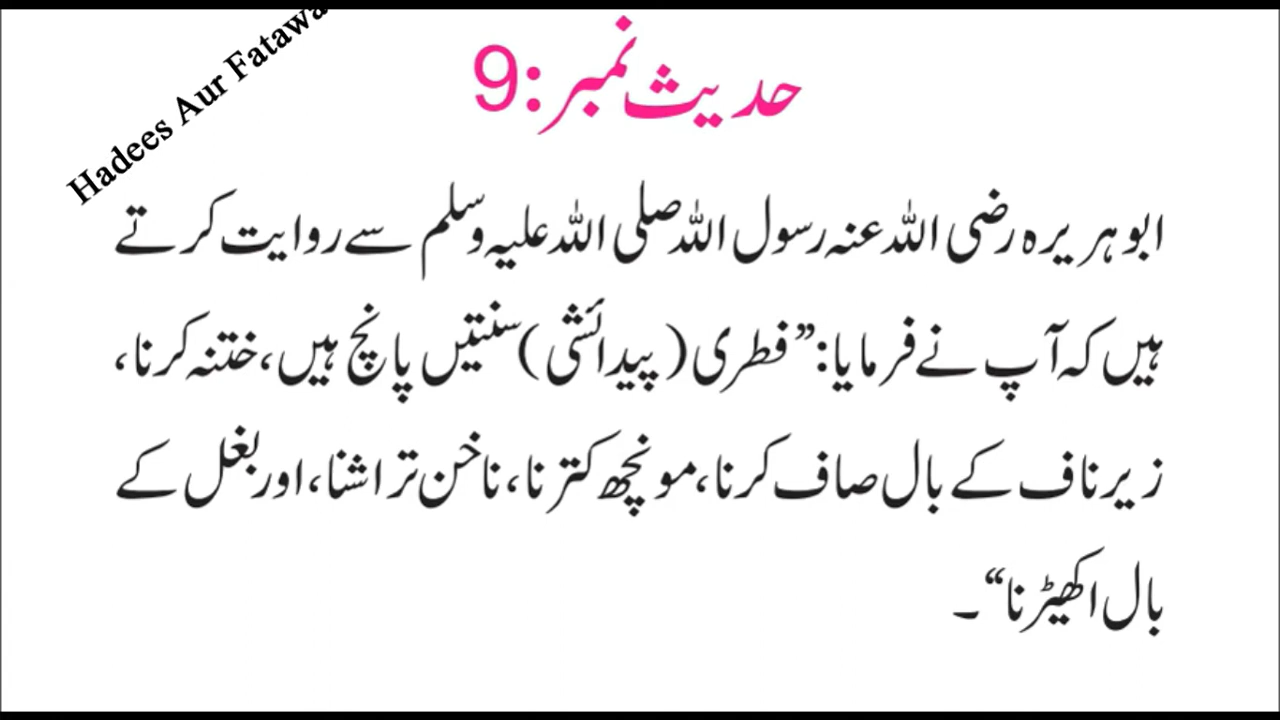 Hadees Aur Fatawa
حدیث نمبر:9
ابوہریرہ رضی اللہ عنہ رسول اللہ صلی اللہ علیہ وسلم سے روایت کرتے
ہیں کہ آپ نے فرمایا: ”فطری (پیدائشی) سنتیں پانچ ہیں، ختنہ کرنا،
زیر ناف کے بال صاف کرنا، مونچھ کترنا، ناخن تراشنا، اور بغل کے
بال اکھیڑنا“۔